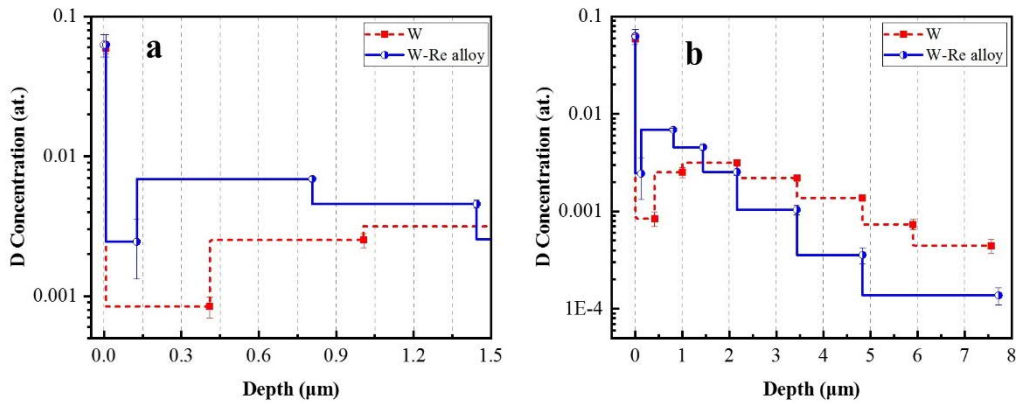 a
W
W-Re alloy
0.1
0.01
0.001
D Concentration (at.)
0.0
0.3
0.6
0.9
1.2
1.5
Depth (μm)
b
W
W-Re alloy
0.1
0.01
0.001
1E-4
D Concentration (at.)
0
1
2
3
4
5
6
7
8
Depth (μm)